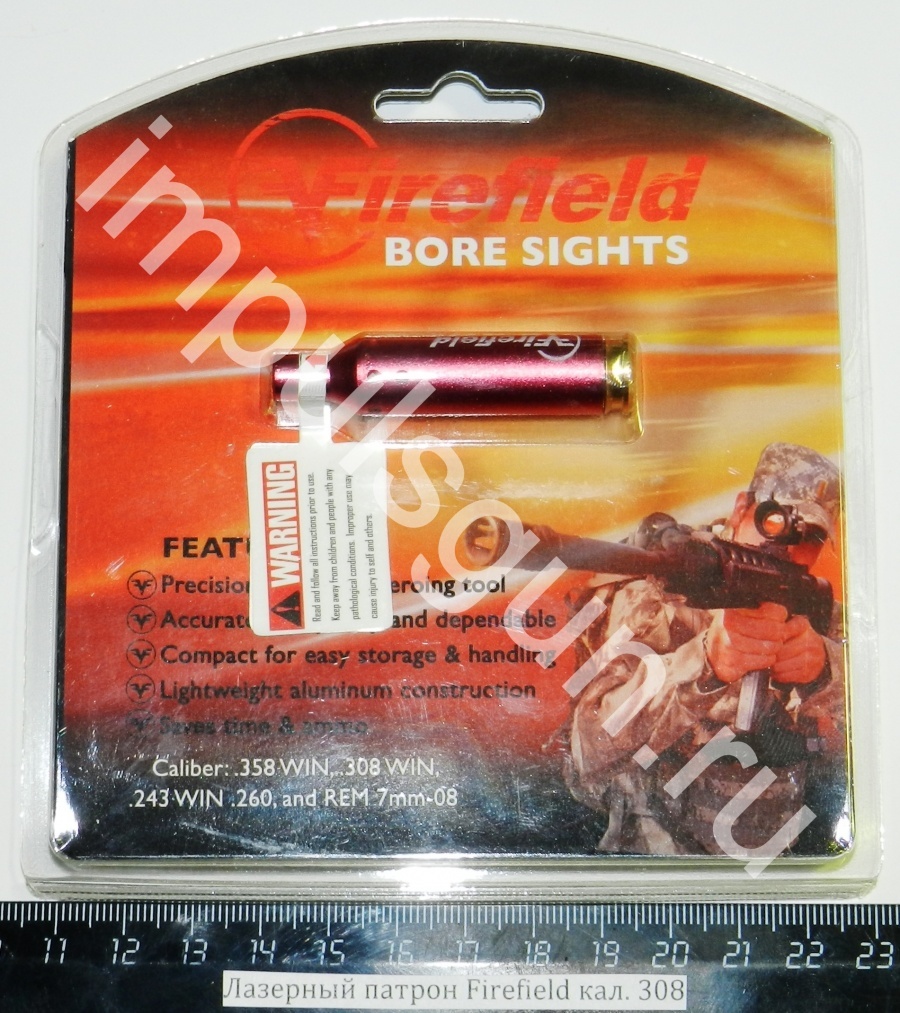 Firefield
BORE SIGHTS
Firefield
WARNING
Read and follow all instructions prior to use.
Keep away from children and people with any
pathological conditions. Improper use may
cause injury to self and others.
Precision eroing tool
Accurate and dependable
Compact for easy storage & handling
Lightweight aluminum construction
Saves time & ammo
Caliber: .358 WIN, .308 WIN,
.243 WIN .260, and REM 7mm-08
impulsgun.ru
11 12 13 14 15 16 17 18 19 20 21 22 23
Лазерный патрон Firefield кал. 308